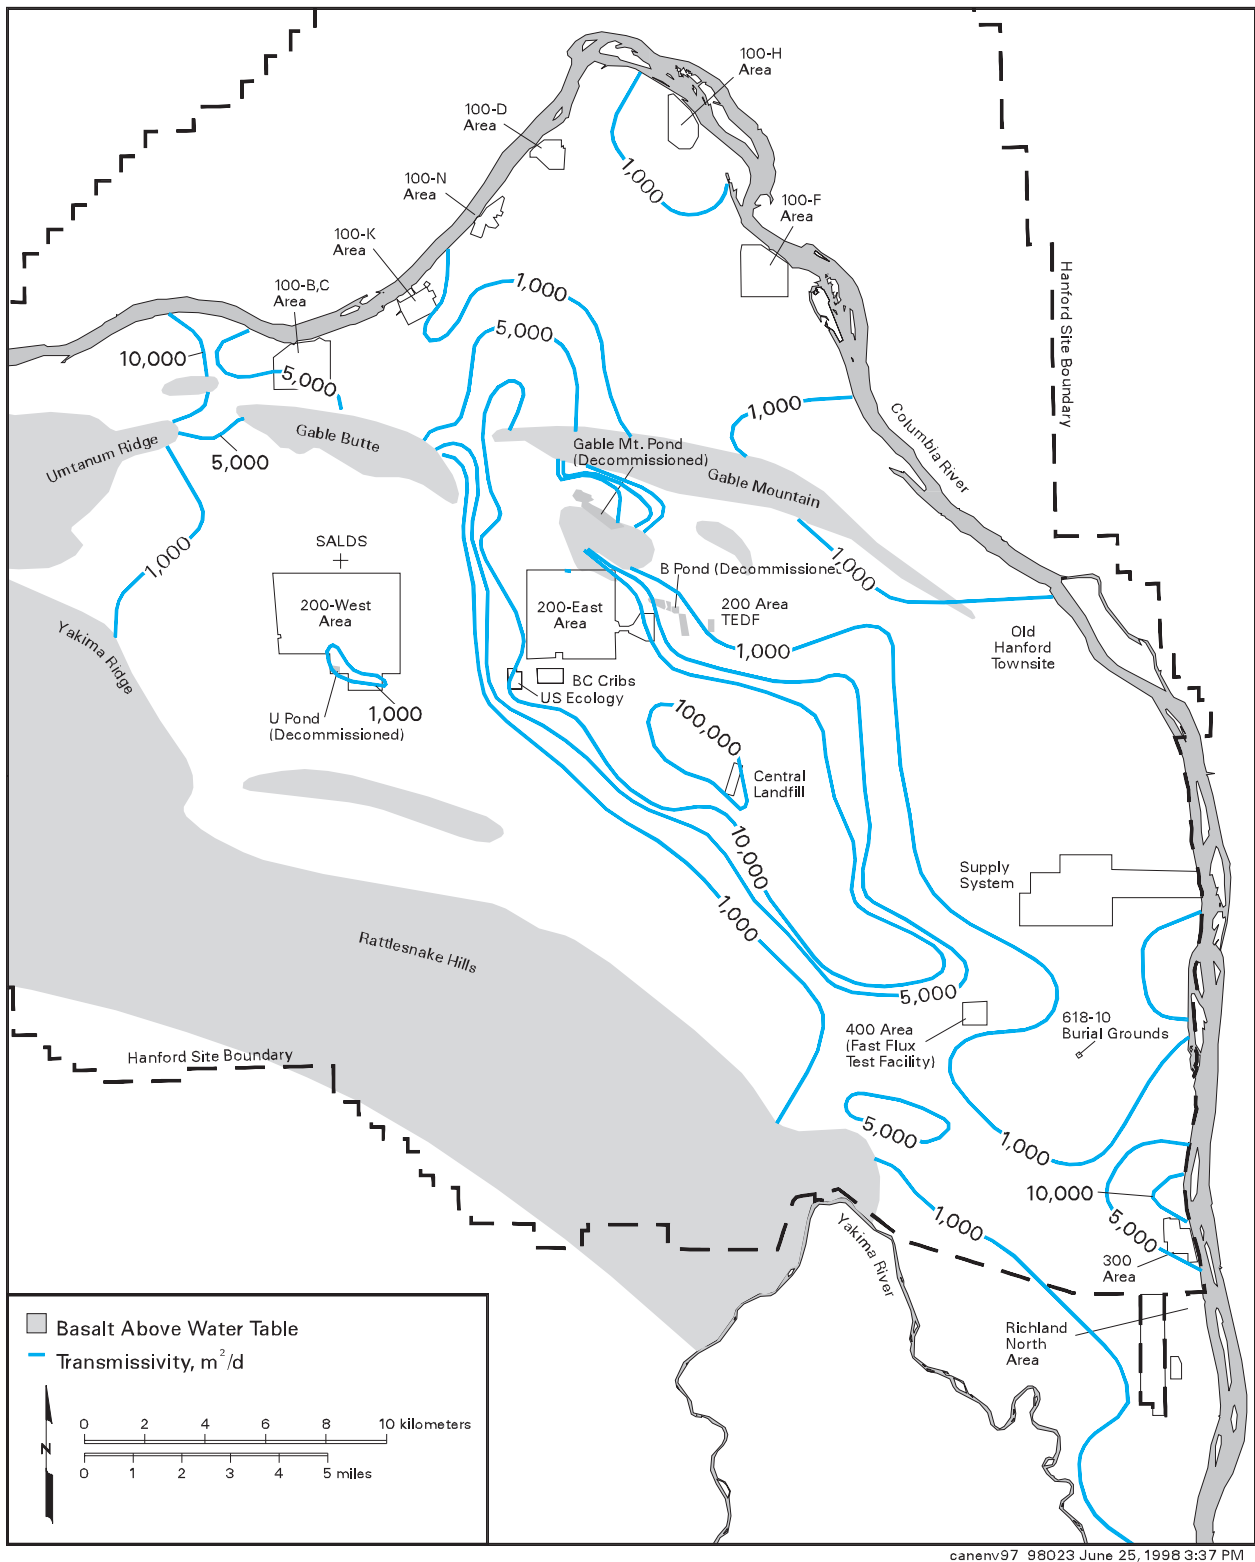 100-H
Area
100-D
Area
1,000
100-N
Area
100-F
Area
100-K
Area
Hanford Site Boundary
100-B,C
Area
1,000
5,000
10,000
5,000
1,000
Columbia River
Umtanum Ridge
5,000
Gable Butte
Gable Mt. Pond
(Decommissioned)
Gable Mountain
1,000
SALDS
1,000
B Pond (Decommissioned
200-West
Area
200-East
Area
200 Area
TEDF
Yakima Ridge
Old
Hanford
Townsite
1,000
BC Cribs
US Ecology
U Pond
(Decommissioned)
1,000
100,000
Central
Landfill
10,000
Supply
System
1,000
Rattlesnake Hills
5,000
400 Area
(Fast Flux
Test Facility)
618-10
Burial Grounds
Hanford Site Boundary
5,000
1,000
10,000
5,000
1,000
Yakima River
300
Area
Richland
North
Area
Basalt Above Water Table
Transmissivity, m2/d
N
0 2 4 6 8 10 kilometers
0 1 2 3 4 5 miles
canenv97 98023 June 25, 1998 3:37 PM